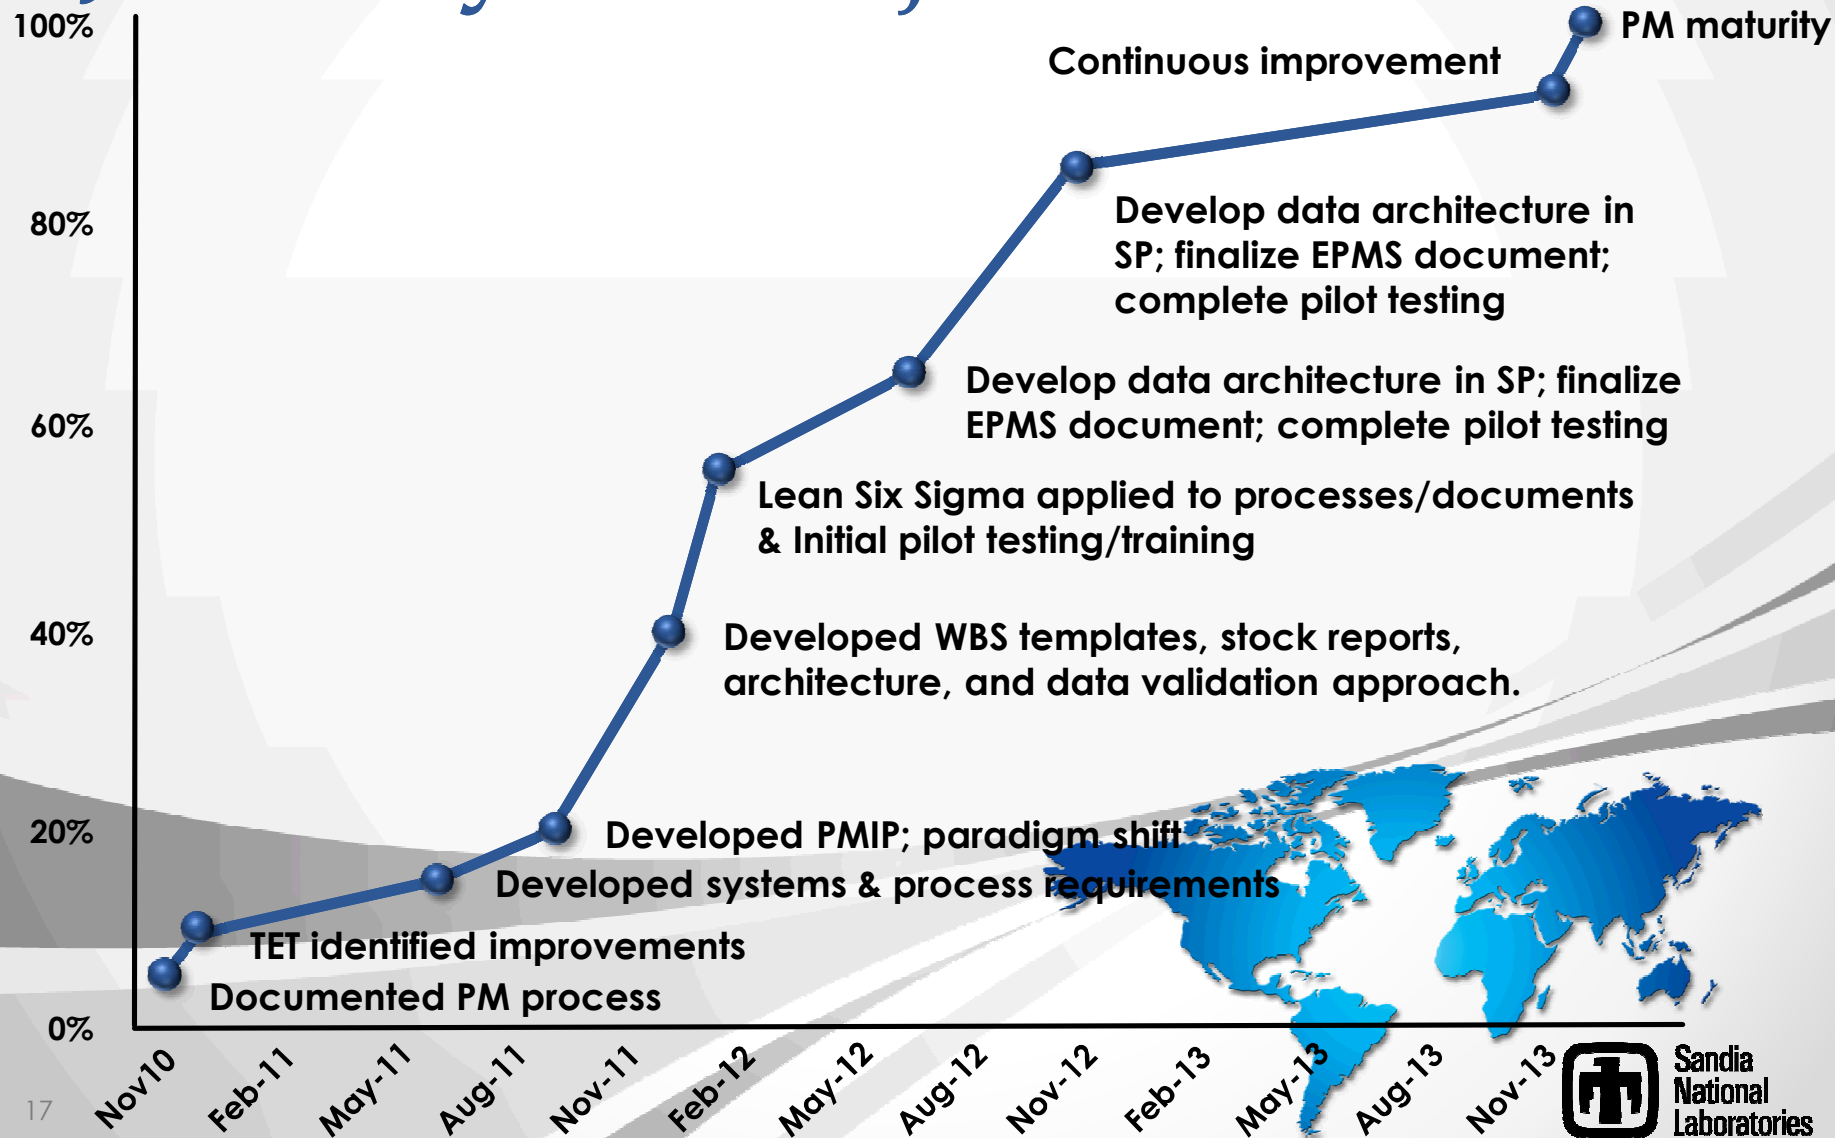 100%
PM maturity
Continuous improvement
80%
Develop data architecture in
SP; finalize EPMS document;
complete pilot testing
Develop data architecture in SP; finalize
EPMS document; complete pilot testing
60%
Lean Six Sigma applied to processes/documents
& Initial pilot testing/training
40%
Developed WBS templates, stock reports,
architecture, and data validation approach.
20%
Developed PMIP; paradigm shift
Developed systems & process requirements
TET identified improvements
Documented PM process
0%
Nov10
Feb-11
May-11
Aug-11
Nov-11
Feb-12
May-12
Aug-12
Nov-12
Feb-13
May-13
Aug-13
Nov-13
Sandia
National
Laboratories
17